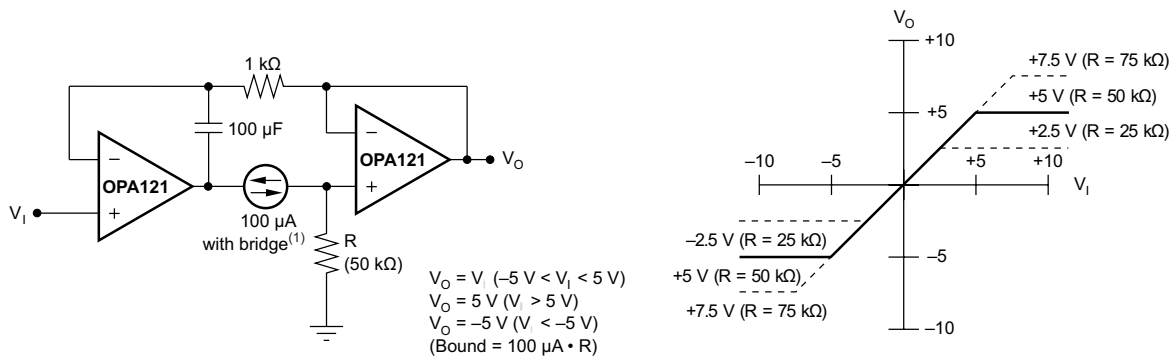 1 kΩ
100 µF
–
OPA121
+
V_I
100 µA
with bridge(1)
–
OPA121
+
V_O
R
(50 kΩ)
V_O = V_I (–5 V < V_I < 5 V)
V_O = 5 V (V_I > 5 V)
V_O = –5 V (V_I < –5 V)
(Bound = 100 µA • R)
V_O
+10
+7.5 V (R = 75 kΩ)
+5
+5 V (R = 50 kΩ)
+2.5 V (R = 25 kΩ)
–10
–5
+5
+10
V_I
–2.5 V (R = 25 kΩ)
–5
+5 V (R = 50 kΩ)
+7.5 V (R = 75 kΩ)
–10